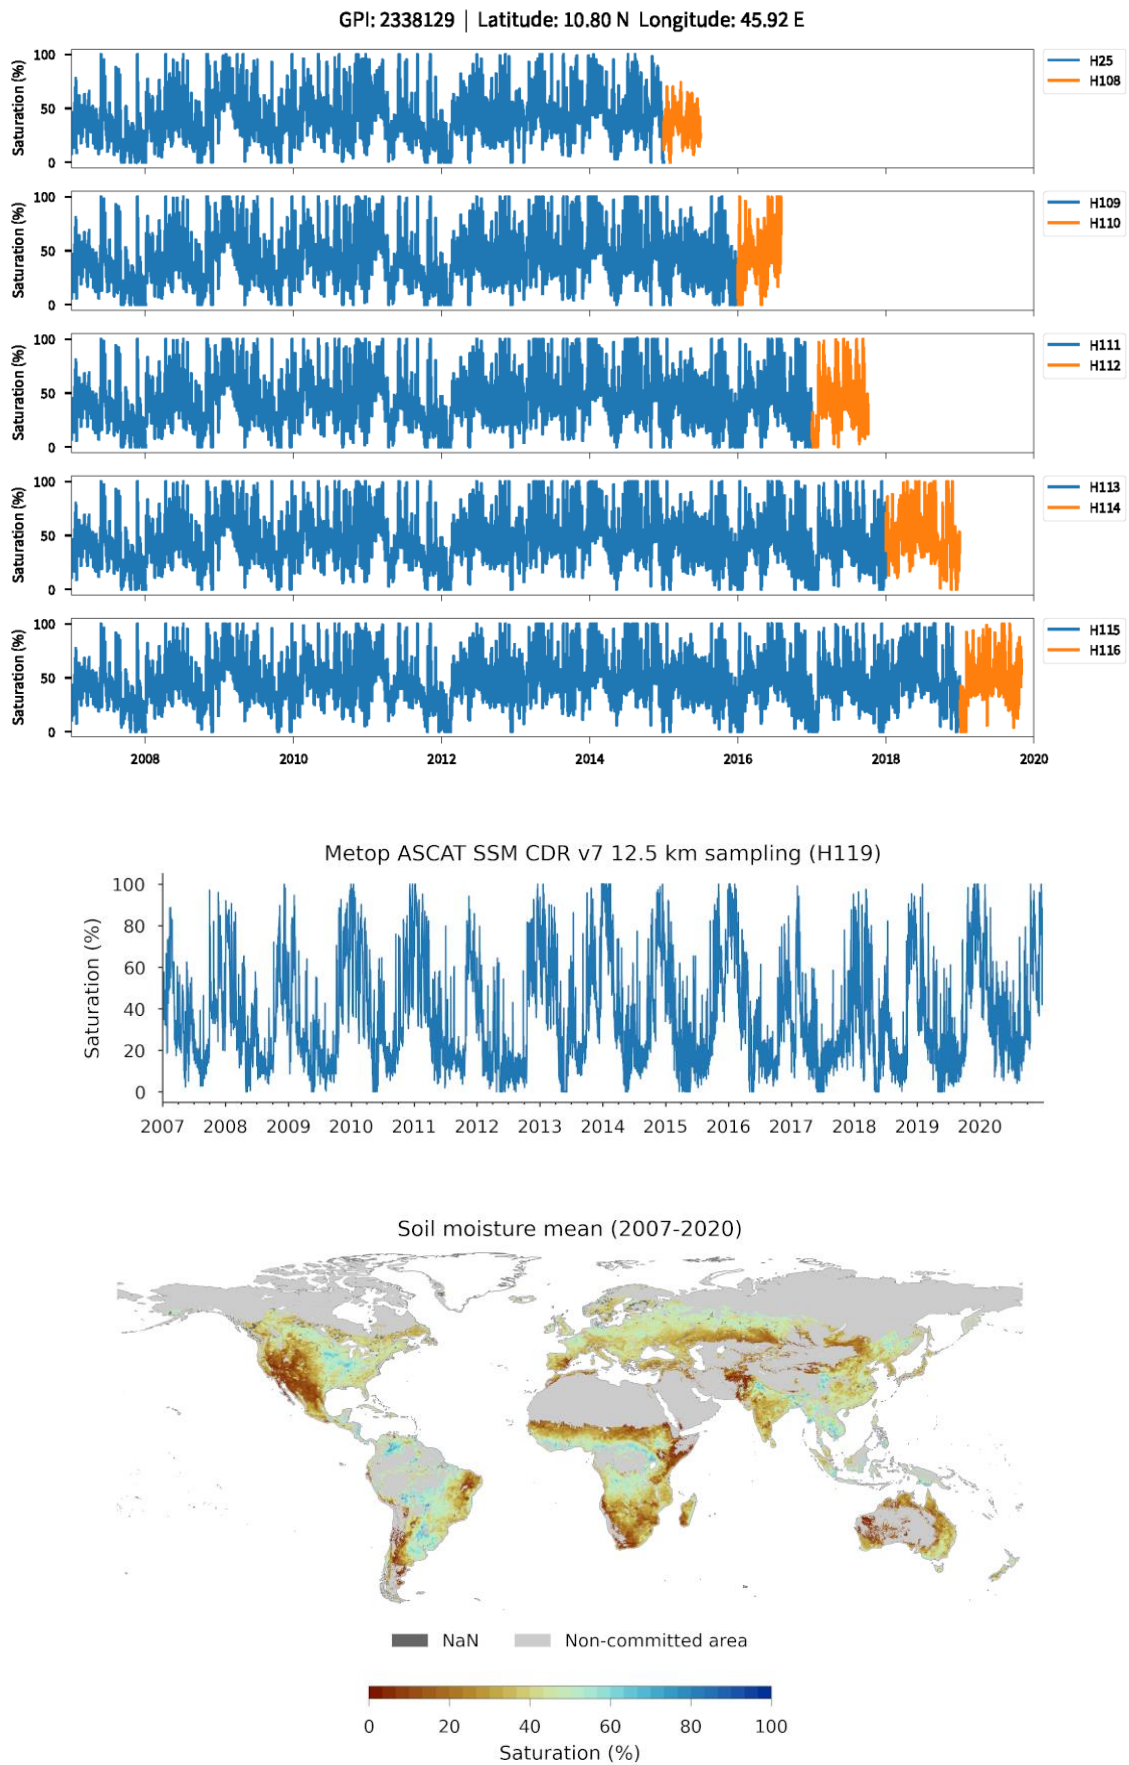 GPI: 2338129 | Latitude: 10.80 N Longitude: 45.92 E
Saturation (%)
100
50
0
H25
H108
Saturation (%)
100
50
0
H109
H110
Saturation (%)
100
50
0
H111
H112
Saturation (%)
100
50
0
H113
H114
Saturation (%)
100
50
0
H115
H116
2008 2010 2012 2014 2016 2018 2020
Metop ASCAT SSM CDR v7 12.5 km sampling (H119)
Saturation (%)
100
80
60
40
20
0
2007 2008 2009 2010 2011 2012 2013 2014 2015 2016 2017 2018 2019 2020
Soil moisture mean (2007-2020)
NaN Non-committed area
0 20 40 60 80 100
Saturation (%)